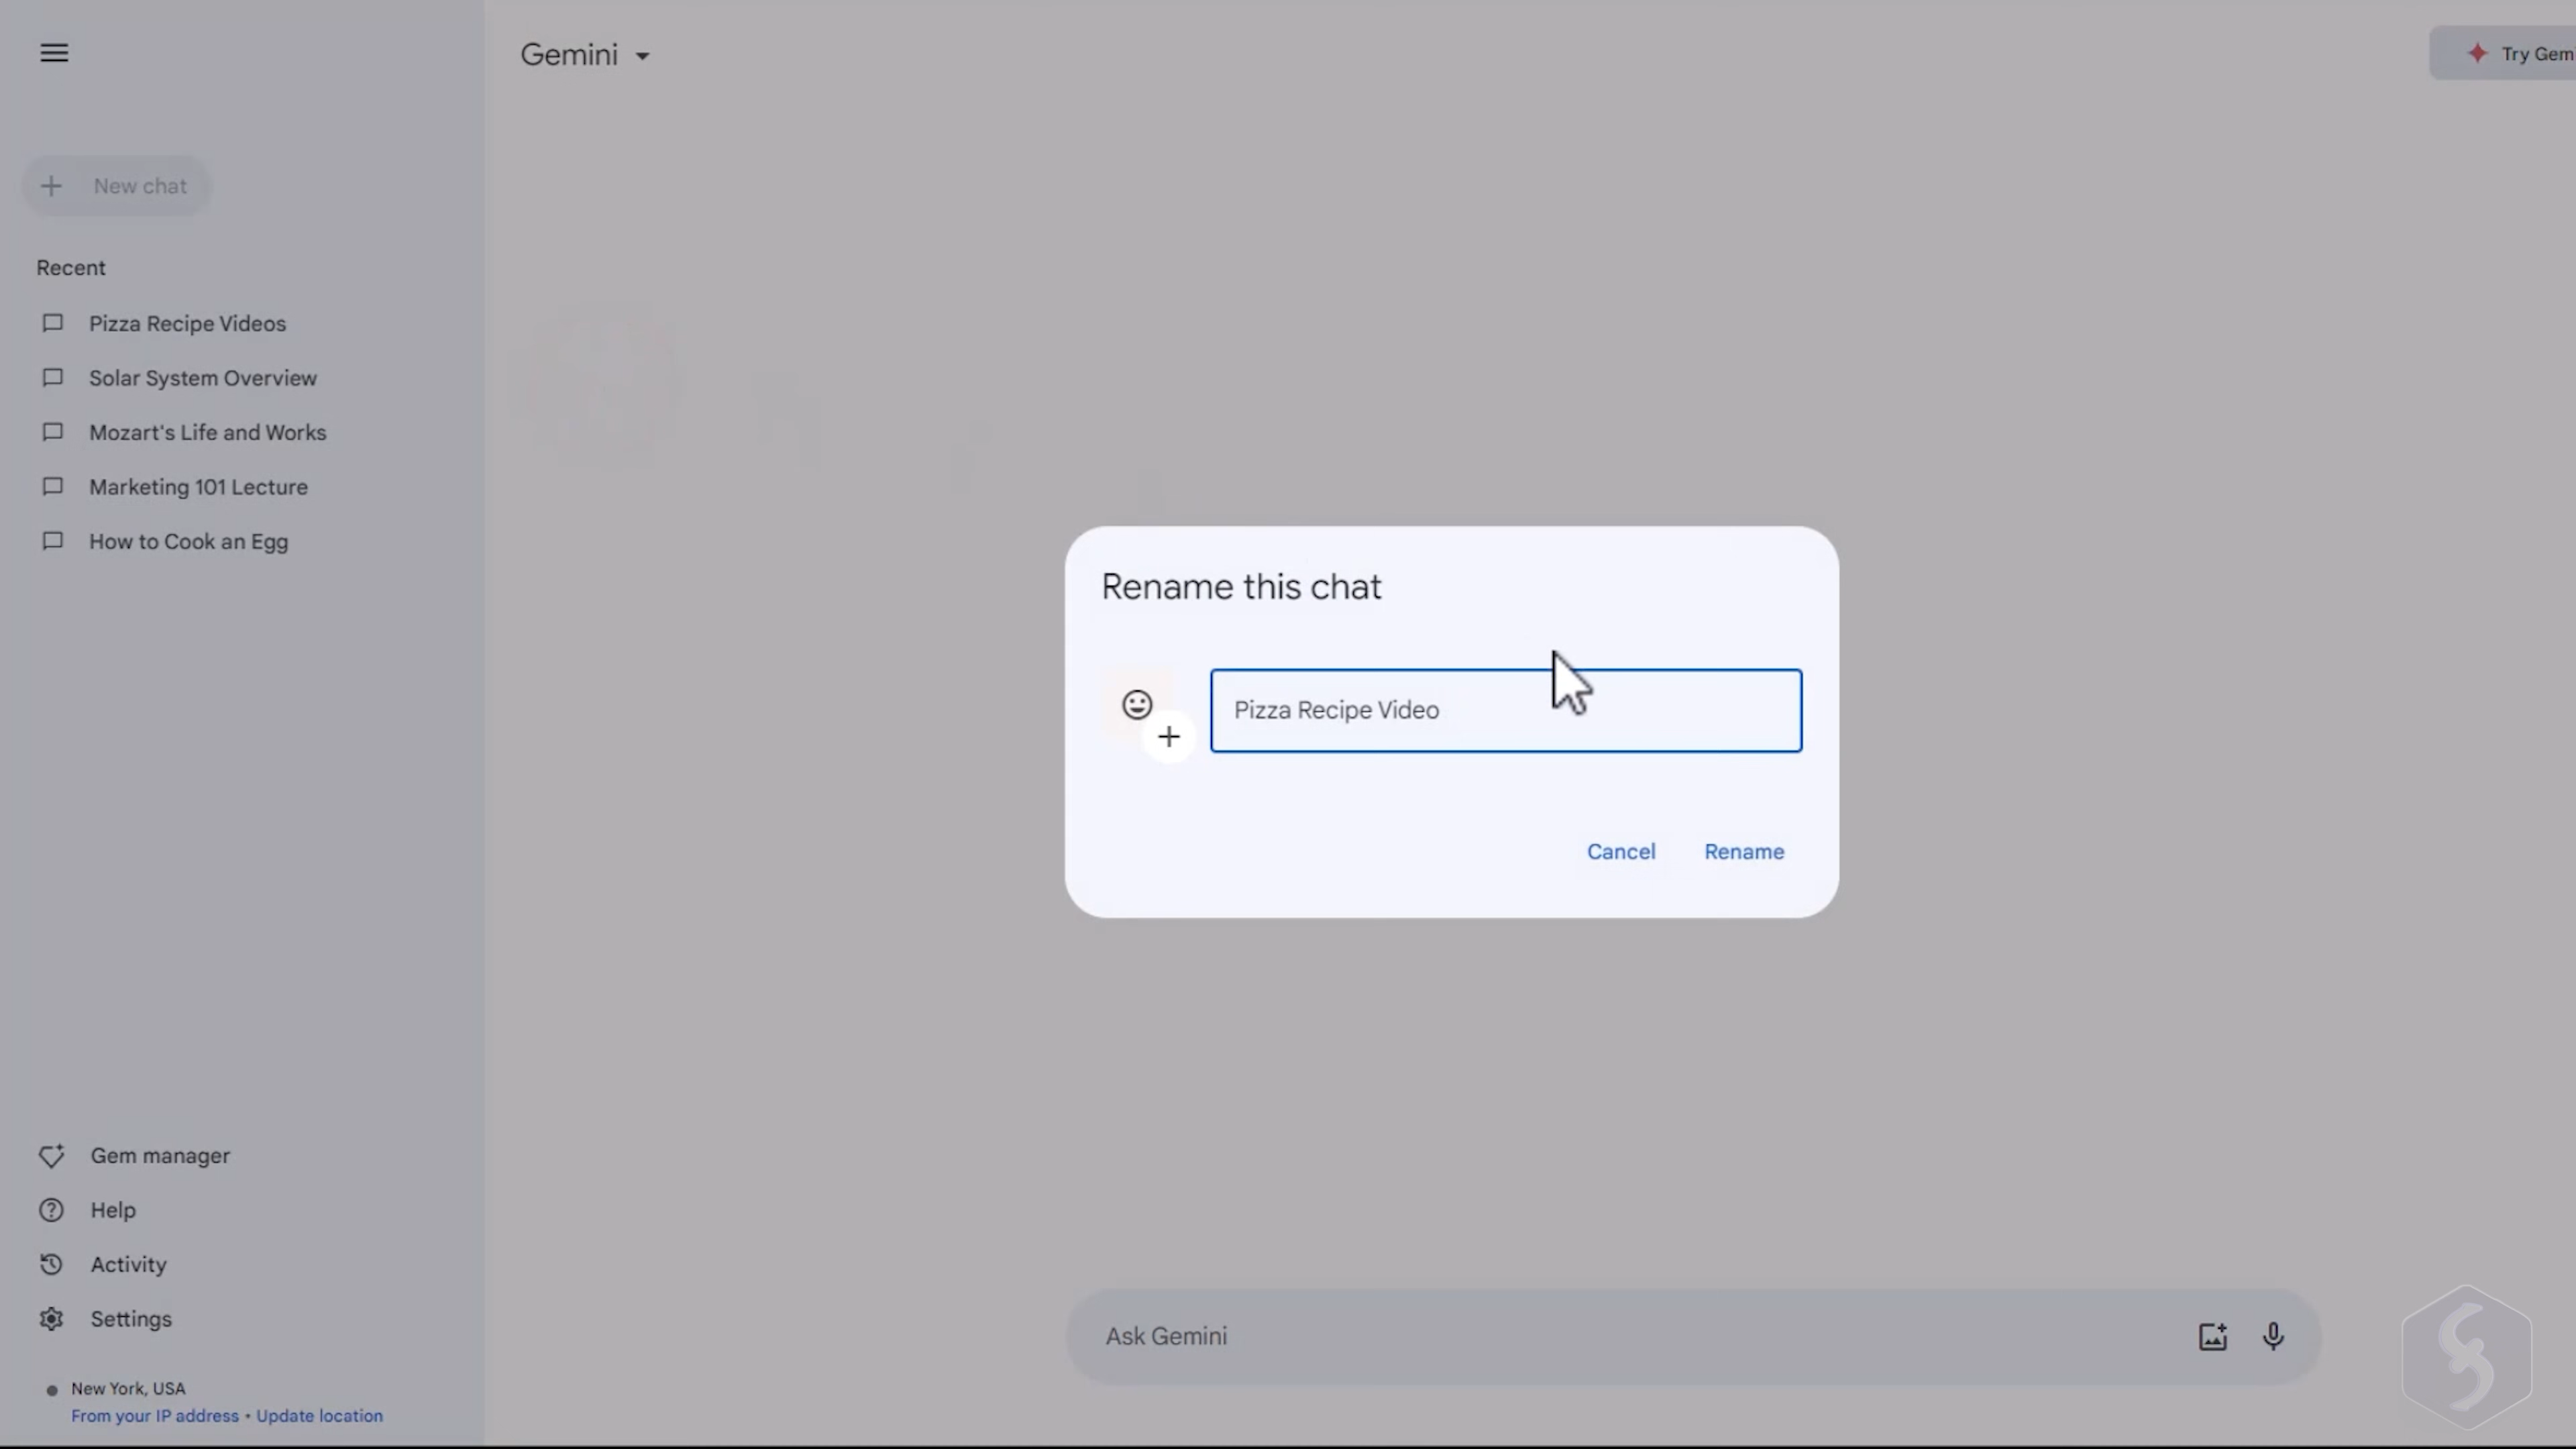 Gemini
Try Gem
New chat
Recent
Pizza Recipe Videos
Solar System Overview
Mozart's Life and Works
Marketing 101 Lecture
How to Cook an Egg
Rename this chat
Pizza Recipe Video
Cancel Rename
Gem manager
Help
Activity
Settings
New York, USA
From your IP address • Update location
Ask Gemini